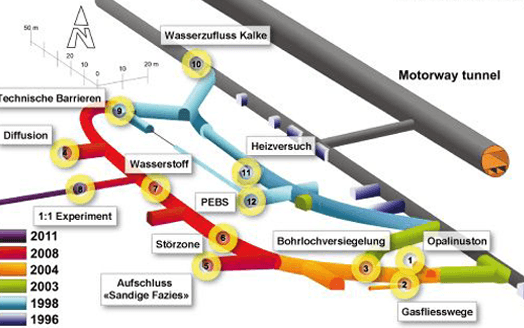 Wasserzufluss Kalke
50 m
20
10
0
10
20 m
N
10
Motorway tunnel
Technische Barrieren
9
Diffusion
4
Heizversuch
Wasserstoff
11
8
7
PEBS
12
1:1 Experiment
Störzone
6
Bohrlochversiegelung
Opalinuston
5
3
1
2
Aufschluss
«Sandige Fazies»
Gasfliesswege
2011
2008
2004
2003
1998
1996